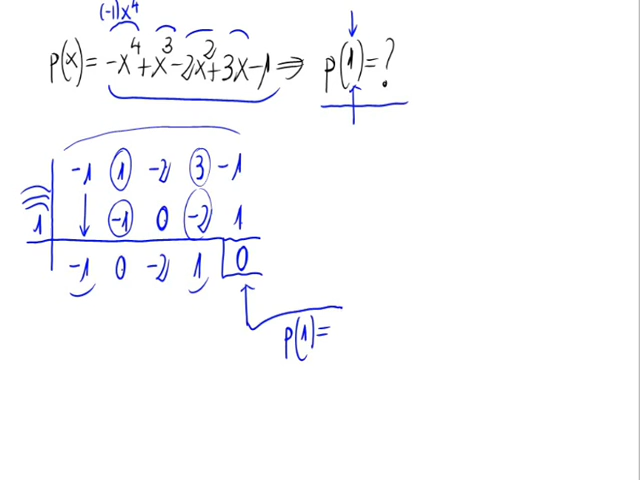 (-1)x⁴
p(x) = -x⁴+x³-2x²+3x-1 ⇒ p(1)=?
-1 1 -2 3 -1
1 -1 0 -2 1
-1 0 -2 1 0
p(1)=